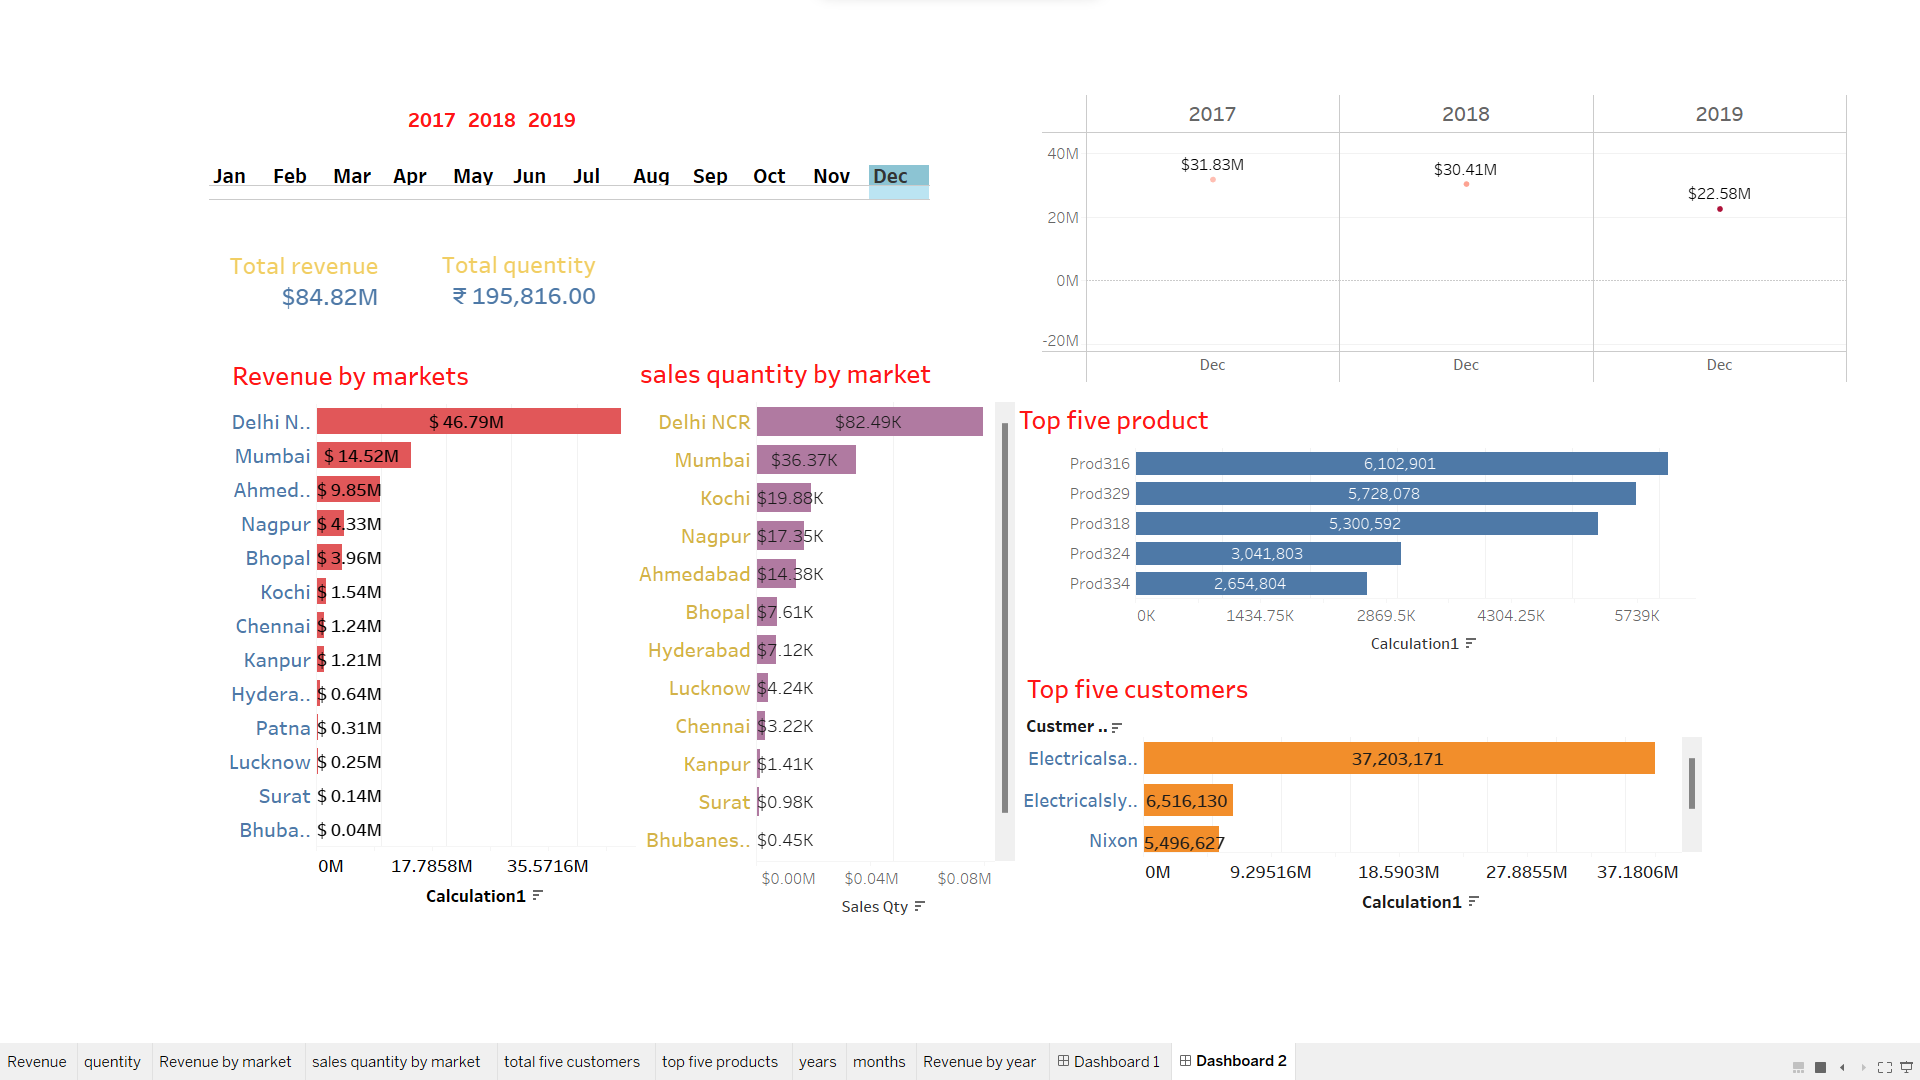 2017 2018 2019
Jan Feb Mar Apr May Jun Jul Aug Sep Oct Nov Dec
Total revenue
$84.82M
Total quentity
₹ 195,816.00
2017 2018 2019
40M
20M
0M
-20M
$31.83M
$30.41M
$22.58M
Dec Dec Dec
Revenue by markets
Delhi N.. $ 46.79M
Mumbai $ 14.52M
Ahmed.. $ 9.85M
Nagpur $ 4.33M
Bhopal $ 3.96M
Kochi $ 1.54M
Chennai $ 1.24M
Kanpur $ 1.21M
Hydera.. $ 0.64M
Patna $ 0.31M
Lucknow $ 0.25M
Surat $ 0.14M
Bhuba.. $ 0.04M
0M 17.7858M 35.5716M
Calculation1
sales quantity by market
Delhi NCR $82.49K
Mumbai $36.37K
Kochi $19.88K
Nagpur $17.35K
Ahmedabad $14.38K
Bhopal $7.61K
Hyderabad $7.12K
Lucknow $4.24K
Chennai $3.22K
Kanpur $1.41K
Surat $0.98K
Bhubanes.. $0.45K
$0.00M $0.04M $0.08M
Sales Qty
Top five product
Prod316 6,102,901
Prod329 5,728,078
Prod318 5,300,592
Prod324 3,041,803
Prod334 2,654,804
0K 1434.75K 2869.5K 4304.25K 5739K
Calculation1
Top five customers
Custmer ..
Electricalsa.. 37,203,171
Electricalsly.. 6,516,130
Nixon 5,496,627
0M 9.29516M 18.5903M 27.8855M 37.1806M
Calculation1
Revenue quentity Revenue by market sales quantity by market total five customers top five products years months Revenue by year Dashboard 1 Dashboard 2